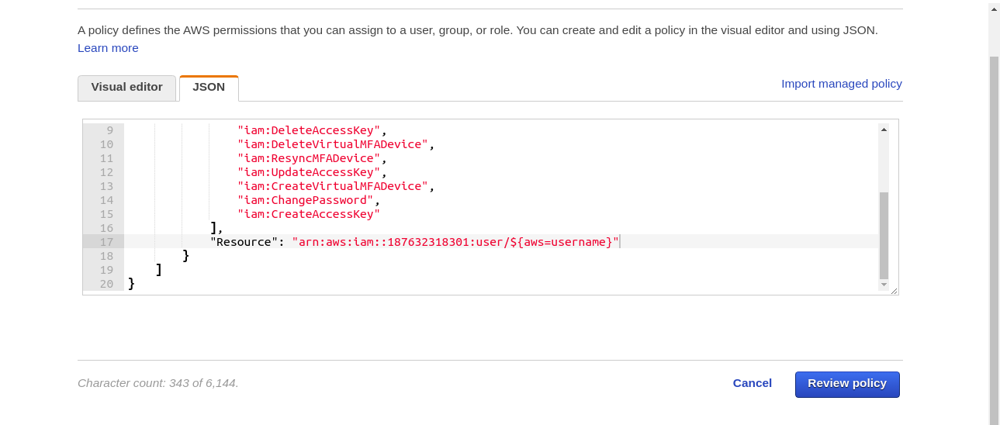 A policy defines the AWS permissions that you can assign to a user, group, or role. You can create and edit a policy in the visual editor and using JSON.
Learn more
Visual editor JSON Import managed policy
9 "iam:DeleteAccessKey",
10 "iam:DeleteVirtualMFADevice",
11 "iam:ResyncMFADevice",
12 "iam:UpdateAccessKey",
13 "iam:CreateVirtualMFADevice",
14 "iam:ChangePassword",
15 "iam:CreateAccessKey"
16 ],
17 "Resource": "arn:aws:iam::187632318301:user/${aws=username}"
18 }
19 ]
20 }
Character count: 343 of 6,144.
Cancel Review policy